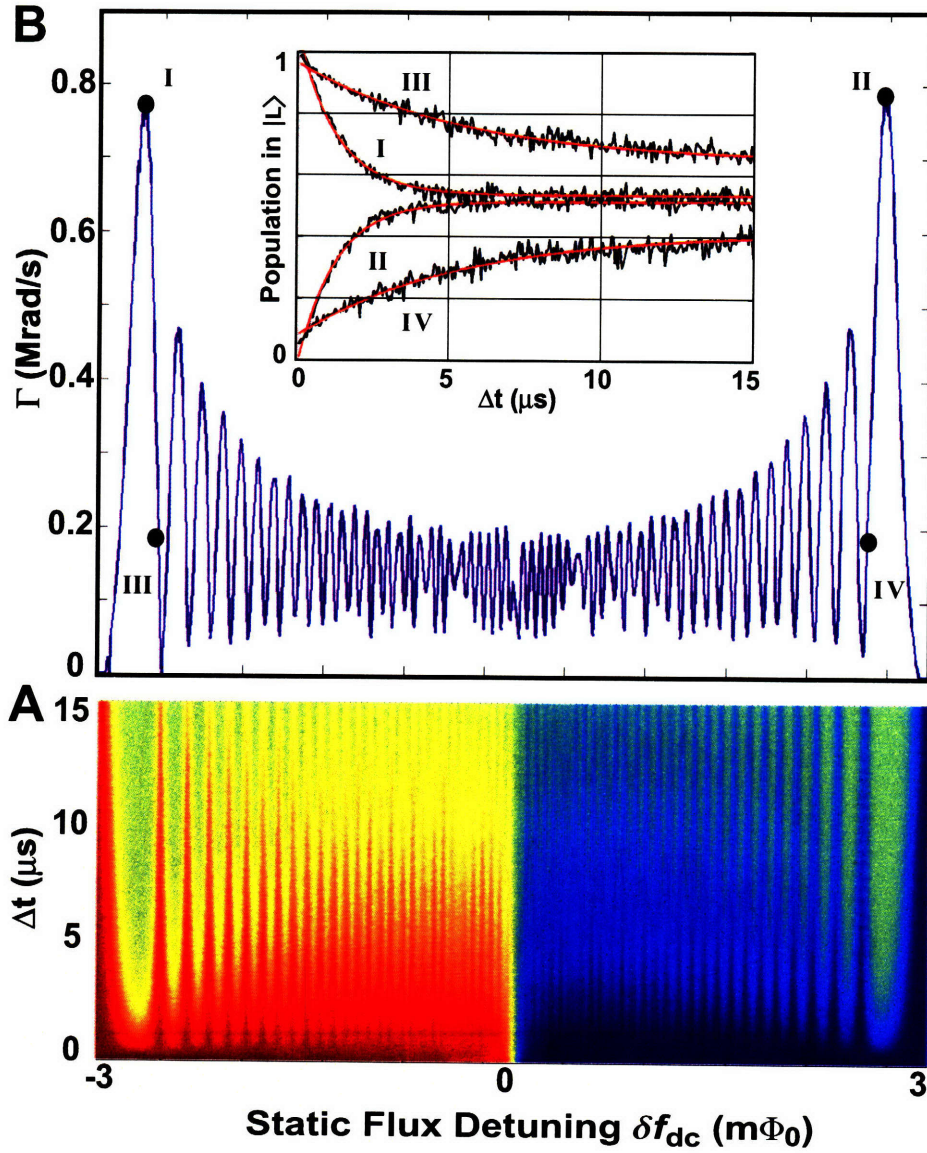 B
I
II
0.8
0.6
0.4
0.2
0
Γ (Mrad/s)
III
IV
1
0
Population in |L⟩
III
I
II
IV
0
5
10
15
Δt (μs)
A
15
10
5
0
Δt (μs)
-3
0
3
Static Flux Detuning δf_dc (mΦ₀)